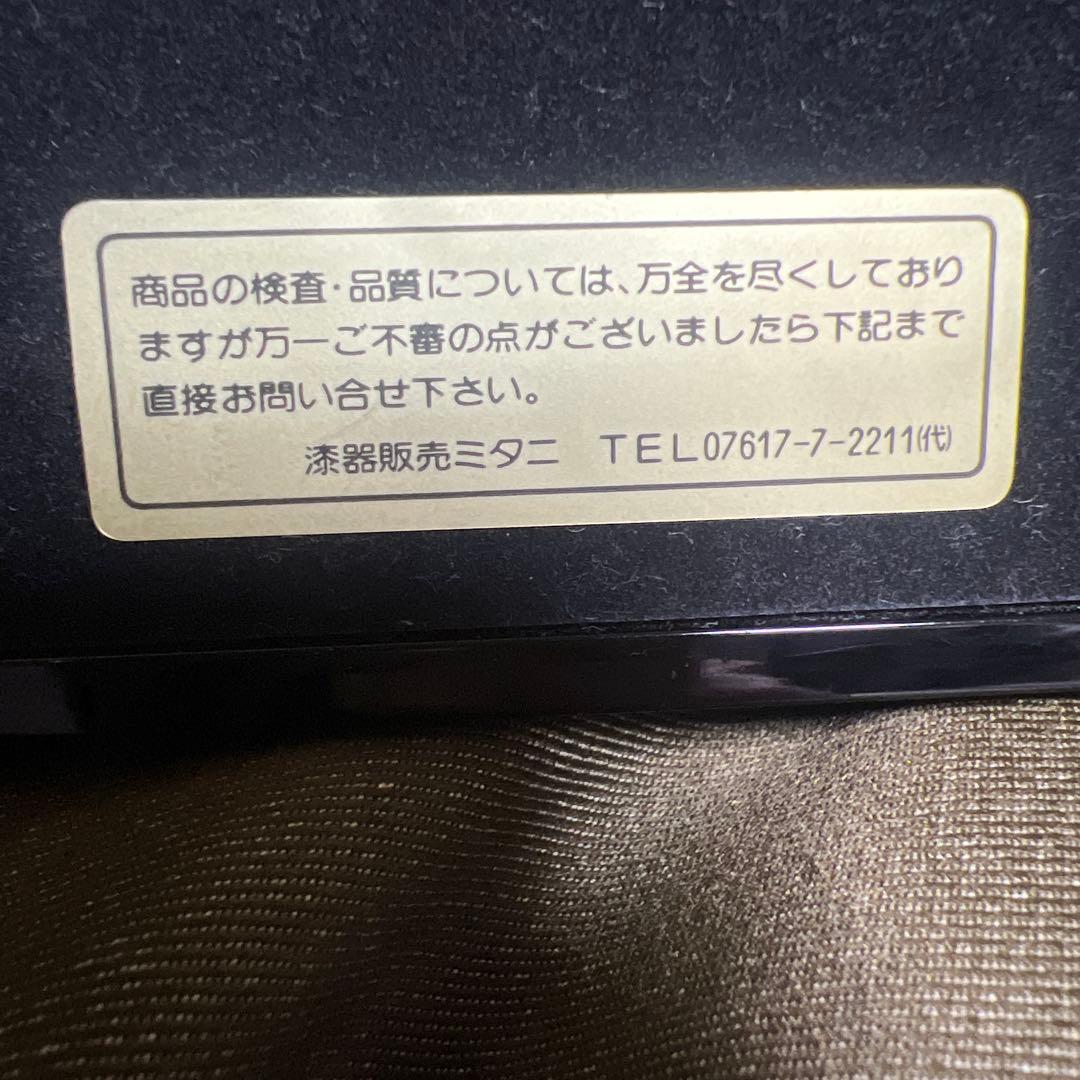 商品の検査・品質については、万全を尽くしており
ますが万一ご不審の点がございましたら下記まで
直接お問い合せ下さい。
漆器販売ミタニ　TEL07617-7-2211㈹